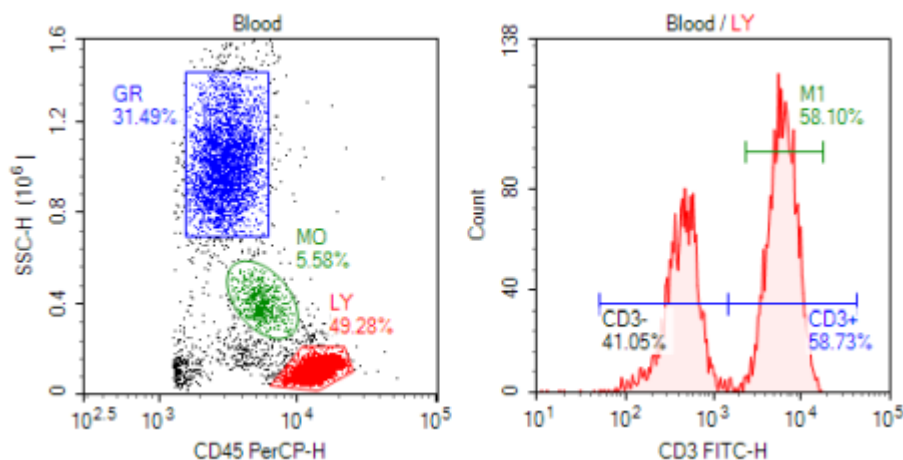 Blood
SSC-H (10⁶ ]
1.6
1.2
0.8
0.4
0
GR
31.49%
MO
5.58%
LY
49.28%
10².⁵
10³
10⁴
10⁵
CD45 PerCP-H
Blood / LY
Count
138
120
80
40
0
M1
58.10%
CD3-
41.05%
CD3+
58.73%
10¹
10²
10³
10⁴
10⁵
CD3 FITC-H